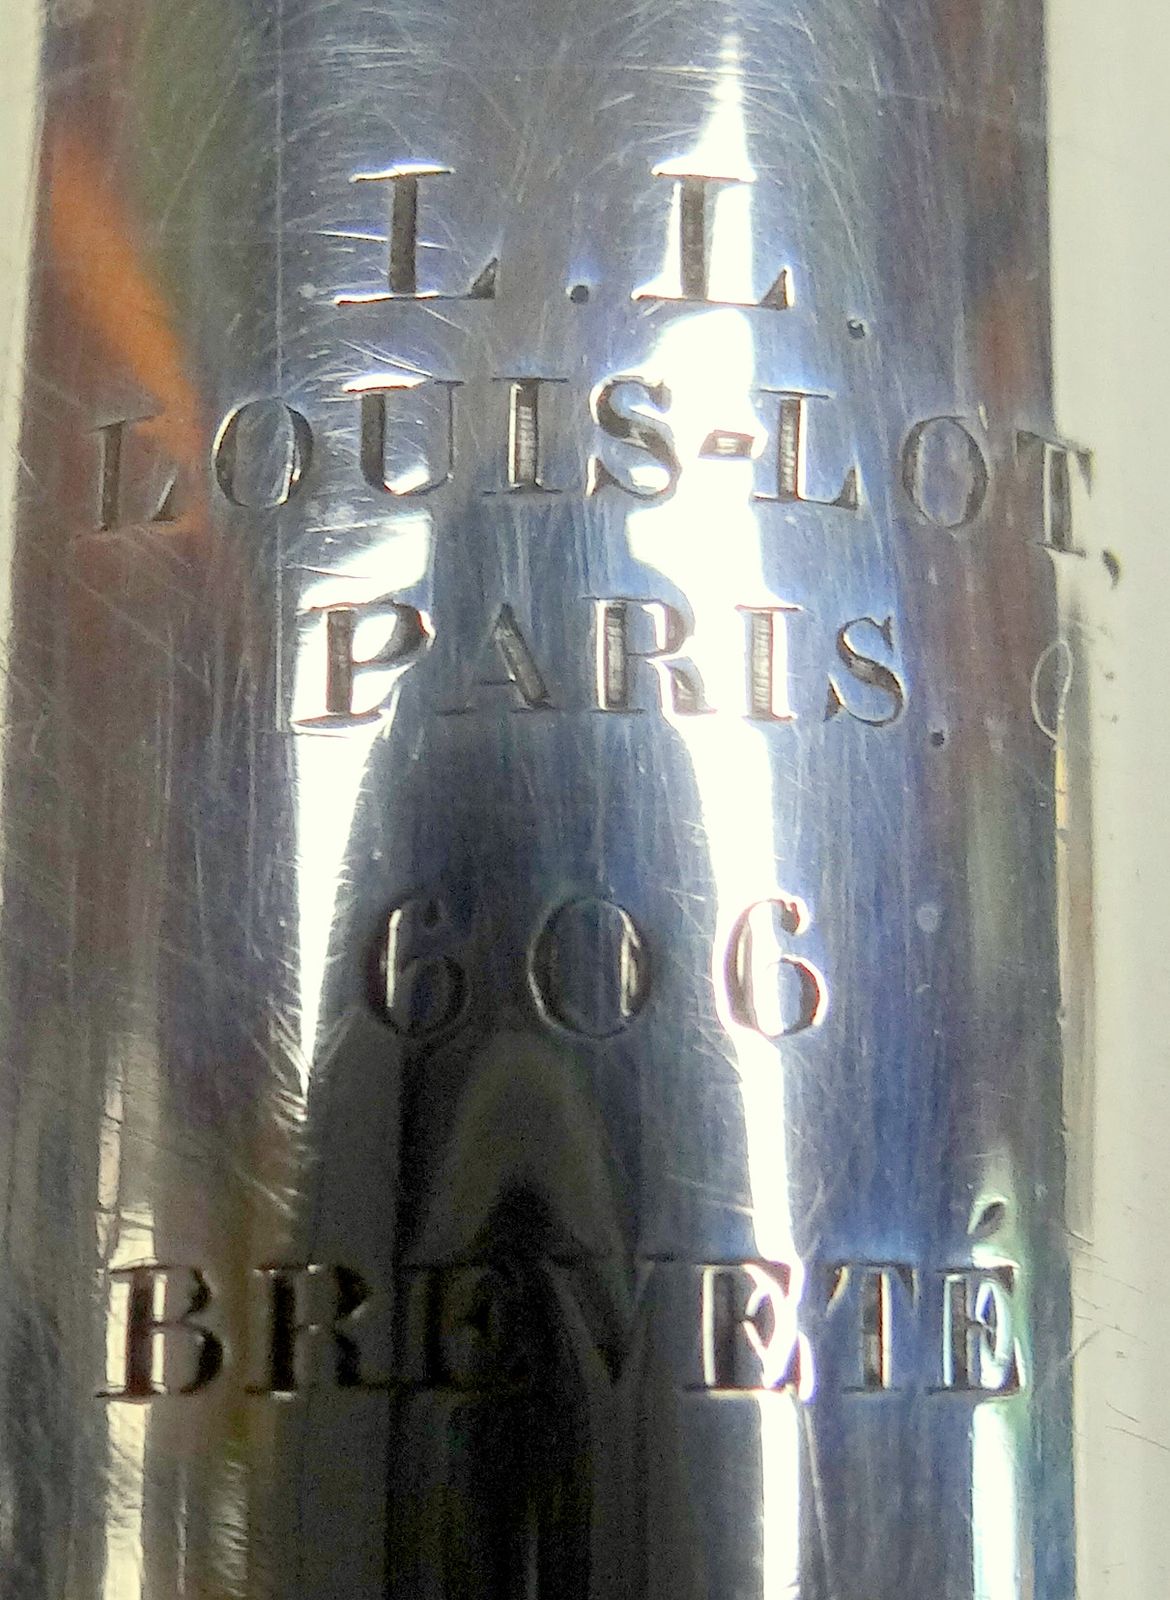 L.L.
LOUIS-LOT,
PARIS.
606
BREVETÉ